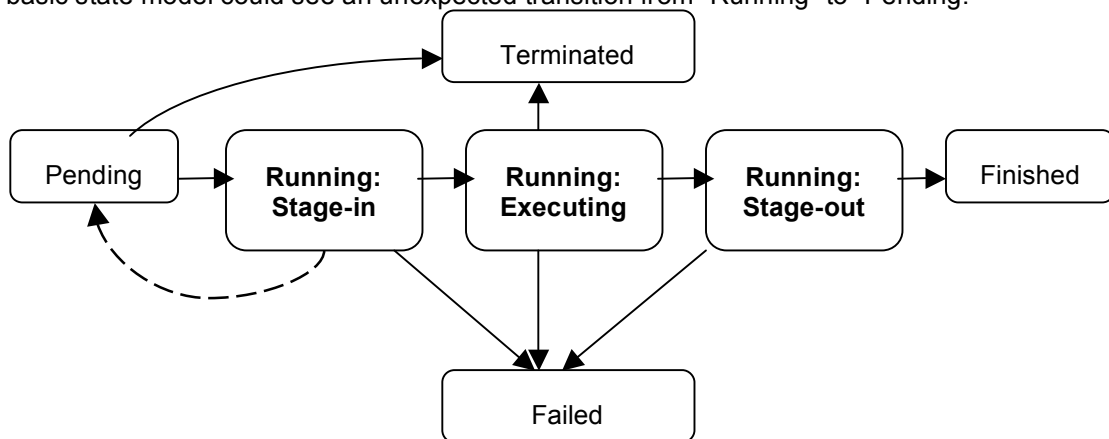 basic state model could see an unexpected transition from "Running" to "Pending."
Terminated
Pending
Running:
Stage-in
Running:
Executing
Running:
Stage-out
Finished
Failed